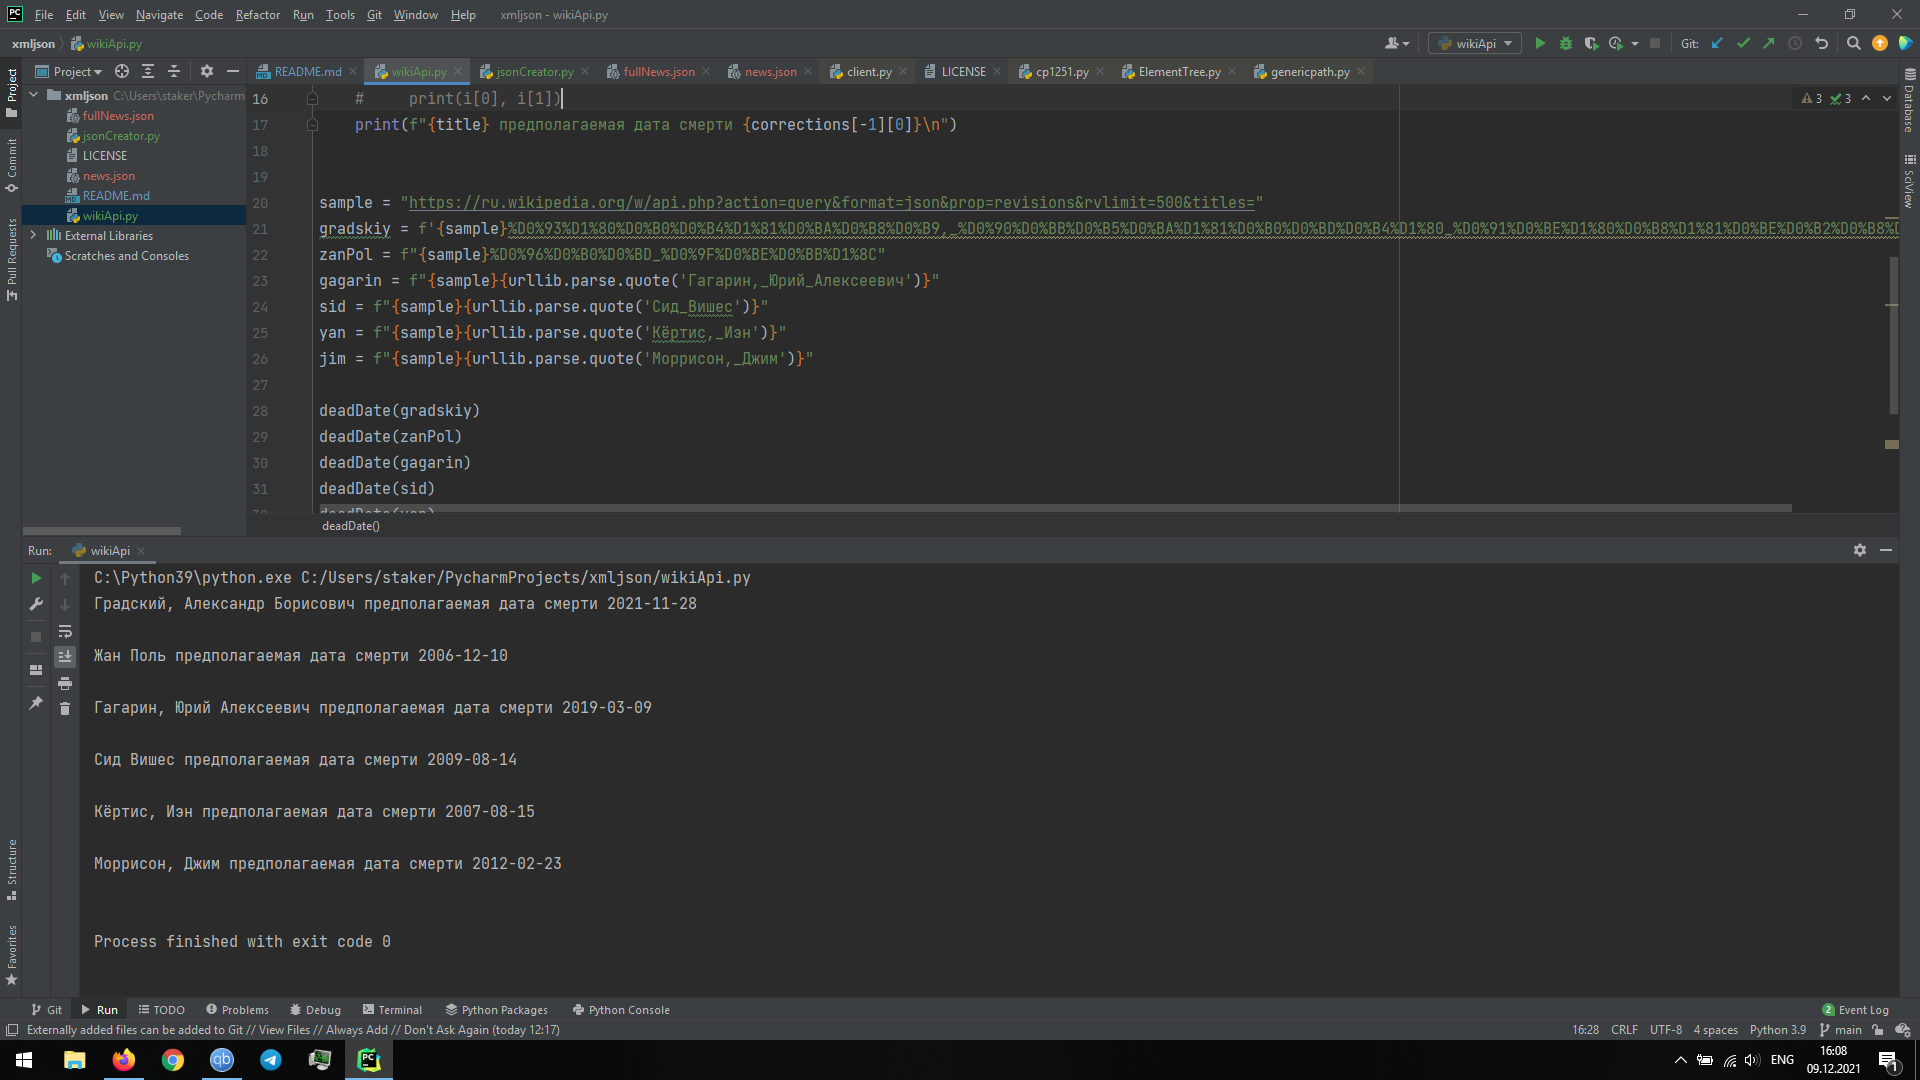 File Edit View Navigate Code Refactor Run Tools Git Window Help xmljson - wikiApi.py
xmljson wikiApi.py wikiApi Git:
Project README.md wikiApi.py jsonCreator.py fullNews.json news.json client.py LICENSE cp1251.py ElementTree.py genericpath.py
xmljson C:\Users\staker\Pycharm
fullNews.json
jsonCreator.py
LICENSE
news.json
README.md
wikiApi.py
External Libraries
Scratches and Consoles
Project
Commit
Pull Requests
Structure
Favorites
Database
SciView
3 3
16 # print(i[0], i[1])
17 print(f"{title} предполагаемая дата смерти {corrections[-1][0]}\n")
18
19
20 sample = "https://ru.wikipedia.org/w/api.php?action=query&format=json&prop=revisions&rvlimit=500&titles="
21 gradskiy = f'{sample}%D0%93%D1%80%D0%B0%D0%B4%D1%81%D0%BA%D0%B8%D0%B9,_%D0%90%D0%BB%D0%B5%D0%BA%D1%81%D0%B0%D0%BD%D0%B4%D1%80_%D0%91%D0%BE%D1%80%D0%B8%D1%81%D0%BE%D0%B2%D0%B8%D
22 zanPol = f"{sample}%D0%96%D0%B0%D0%BD_%D0%9F%D0%BE%D0%BB%D1%8C"
23 gagarin = f"{sample}{urllib.parse.quote('Гагарин,_Юрий_Алексеевич')}"
24 sid = f"{sample}{urllib.parse.quote('Сид_Вишес')}"
25 yan = f"{sample}{urllib.parse.quote('Кёртис,_Иэн')}"
26 jim = f"{sample}{urllib.parse.quote('Моррисон,_Джим')}"
27
28 deadDate(gradskiy)
29 deadDate(zanPol)
30 deadDate(gagarin)
31 deadDate(sid)
deadDate()
Run: wikiApi
C:\Python39\python.exe C:/Users/staker/PycharmProjects/xmljson/wikiApi.py
Градский, Александр Борисович предполагаемая дата смерти 2021-11-28
Жан Поль предполагаемая дата смерти 2006-12-10
Гагарин, Юрий Алексеевич предполагаемая дата смерти 2019-03-09
Сид Вишес предполагаемая дата смерти 2009-08-14
Кёртис, Иэн предполагаемая дата смерти 2007-08-15
Моррисон, Джим предполагаемая дата смерти 2012-02-23
Process finished with exit code 0
Git Run TODO Problems Debug Terminal Python Packages Python Console 2 Event Log
Externally added files can be added to Git // View Files // Always Add // Don't Ask Again (today 12:17) 16:28 CRLF UTF-8 4 spaces Python 3.9 main
ENG 16:08
09.12.2021
1